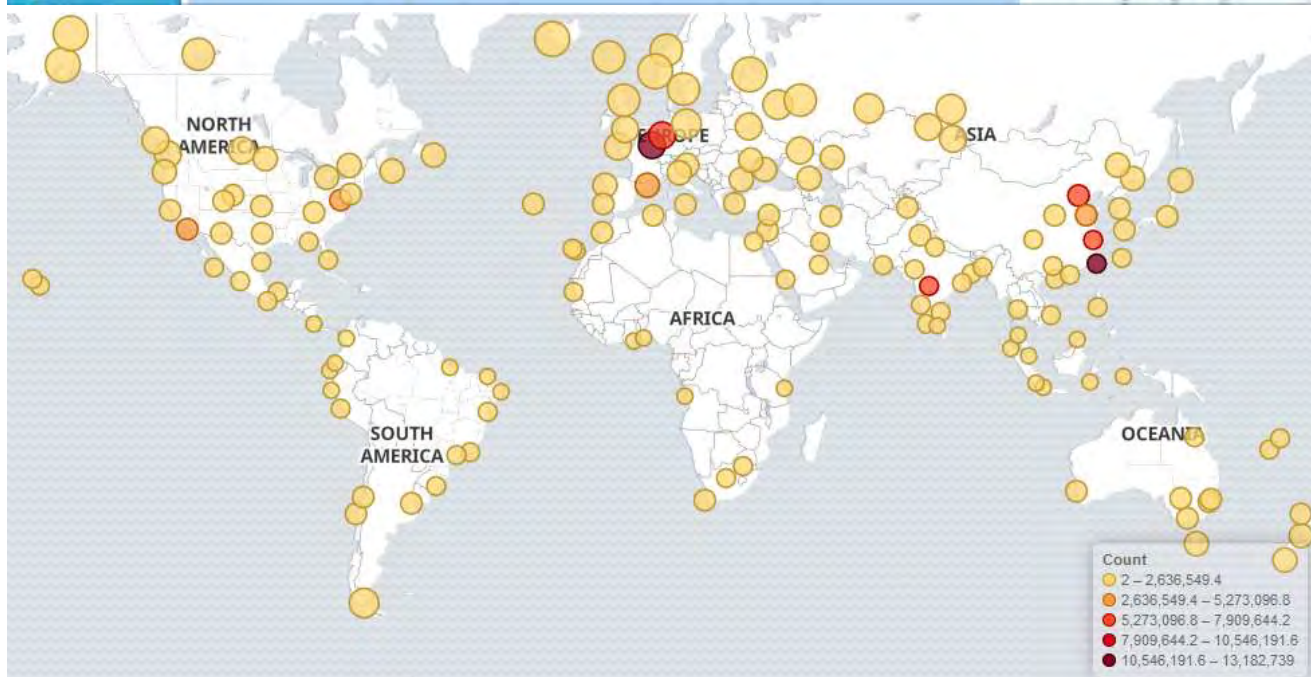 NORTH
AMERICA
EUROPE
ASIA
AFRICA
SOUTH
AMERICA
OCEANIA
Count
2 – 2,636,549.4
2,636,549.4 – 5,273,096.8
5,273,096.8 – 7,909,644.2
7,909,644.2 – 10,546,191.6
10,546,191.6 – 13,182,739